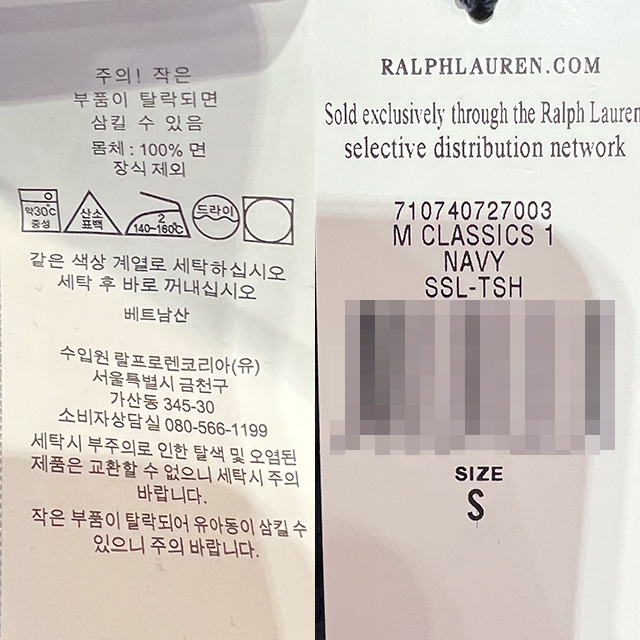 주의! 작은
부품이 탈락되면
삼킬 수 있음
몸체 : 100% 면
장식 제외
약30℃
중성
산소
표백
2
140~160℃
드라이
같은 색상 계열로 세탁하십시오
세탁 후 바로 꺼내십시오
베트남산
수입원 랄프로렌코리아(유)
서울특별시 금천구
가산동 345-30
소비자상담실 080-566-1199
세탁시 부주의로 인한 탈색 및 오염된
제품은 교환할 수 없으니 세탁시 주의
바랍니다.
작은 부품이 탈락되어 유아동이 삼킬 수
있으니 주의 바랍니다.
RALPHLAUREN.COM
Sold exclusively through the Ralph Lauren
selective distribution network
710740727003
M CLASSICS 1
NAVY
SSL-TSH
SIZE
S